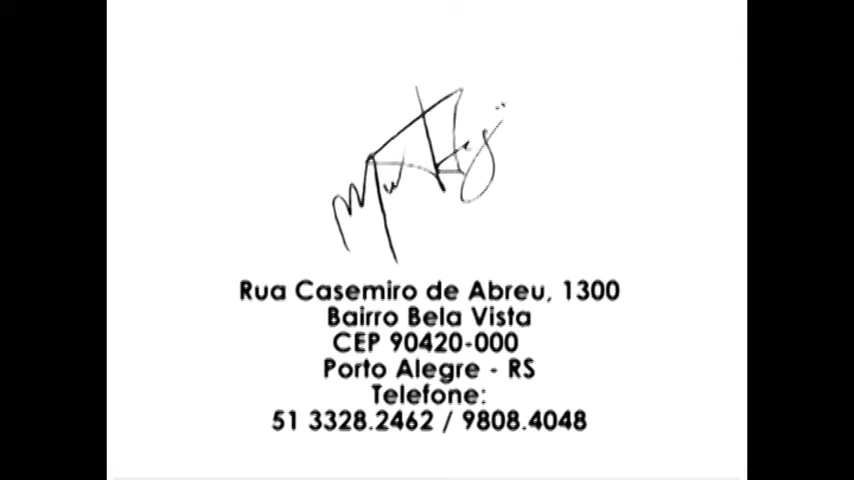 Rua Casemiro de Abreu, 1300
Bairro Bela Vista
CEP 90420-000
Porto Alegre - RS
Telefone:
51 3328.2462 / 9808.4048